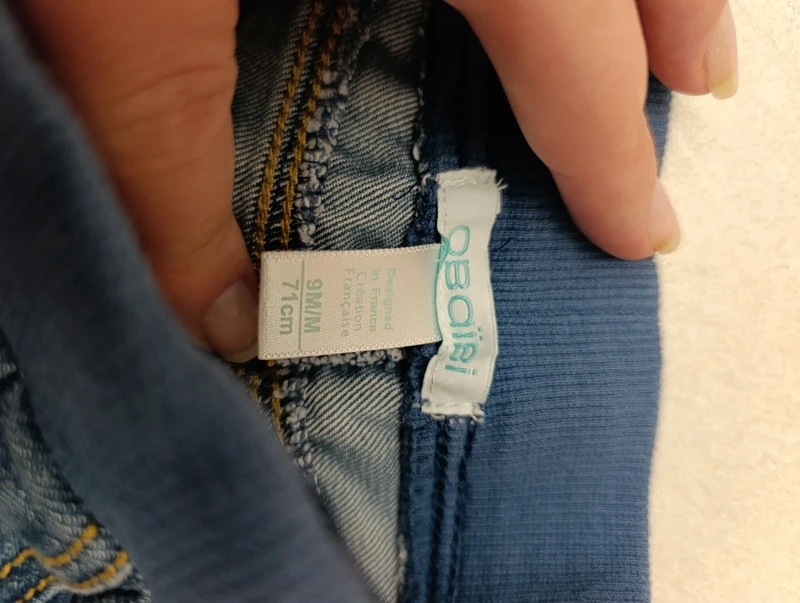 OBAÏBI
Designed
in France
Création
Française
9M/M
71cm